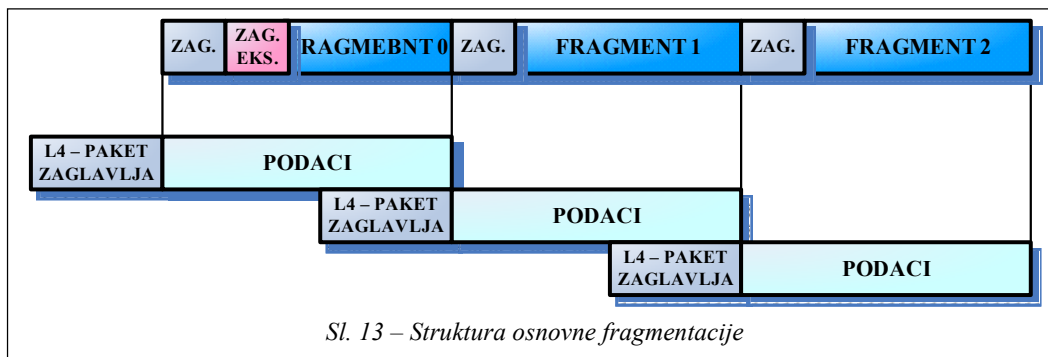 ZAG.
ZAG.
EKS.
RAGMEBNT 0
ZAG.
FRAGMENT 1
ZAG.
FRAGMENT 2
L4 – PAKET
ZAGLAVLJA
PODACI
L4 – PAKET
ZAGLAVLJA
PODACI
L4 – PAKET
ZAGLAVLJA
PODACI
Sl. 13 – Struktura osnovne fragmentacije